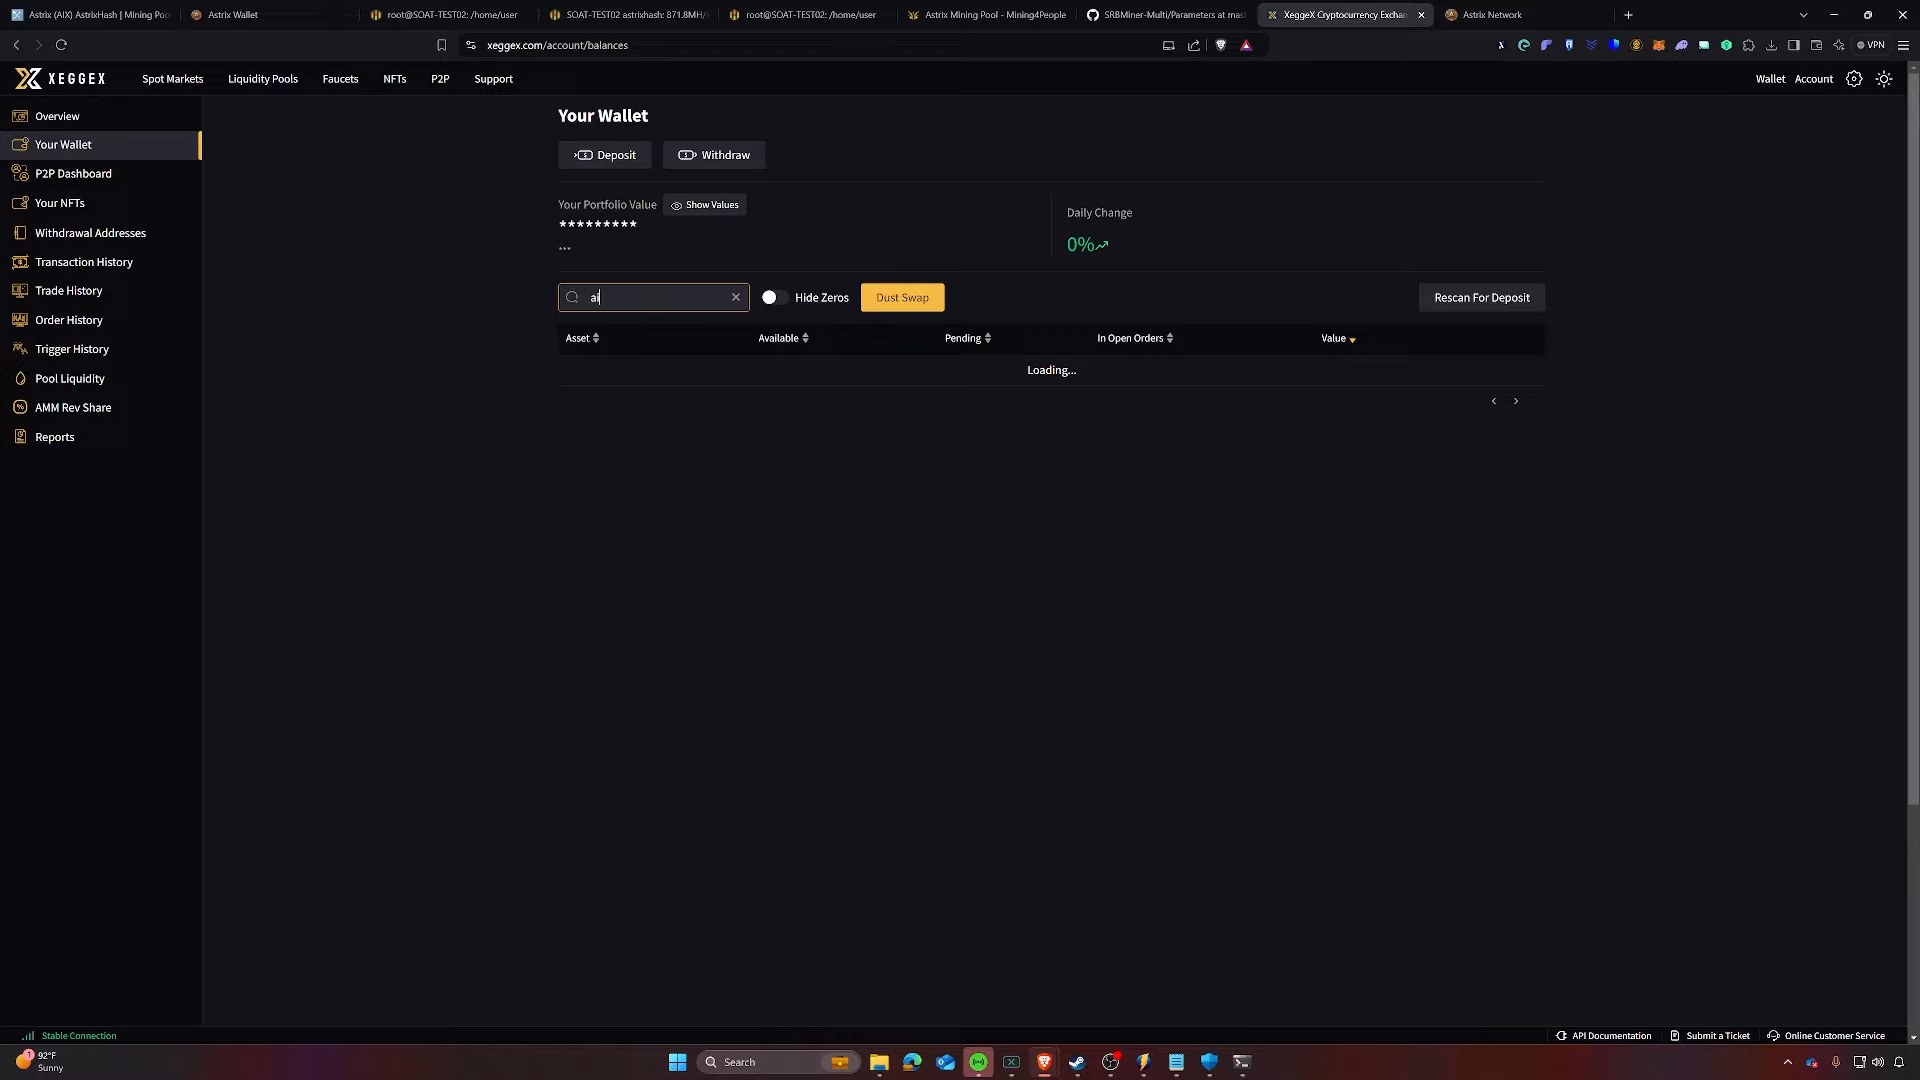 Astrix (AIX) AstrixHash | Mining Poo
Astrix Wallet
root@SOAT-TEST02: /home/user
SOAT-TEST02 astrixhash: 871.8MH/s
root@SOAT-TEST02: /home/user
Astrix Mining Pool - Mining4People
SRBMiner-Multi/Parameters at mas
XeggeX Cryptocurrency Exchan
Astrix Network
xeggex.com/account/balances
VPN
XEGGEX
Spot Markets
Liquidity Pools
Faucets
NFTs
P2P
Support
Wallet
Account
Overview
Your Wallet
P2P Dashboard
Your NFTs
Withdrawal Addresses
Transaction History
Trade History
Order History
Trigger History
Pool Liquidity
AMM Rev Share
Reports
Your Wallet
Deposit
Withdraw
Your Portfolio Value
Show Values
*********
***
Daily Change
0%
ai
Hide Zeros
Dust Swap
Rescan For Deposit
Asset
Available
Pending
In Open Orders
Value
Loading...
Stable Connection
API Documentation
Submit a Ticket
Online Customer Service
1
92°F
Sunny
Search